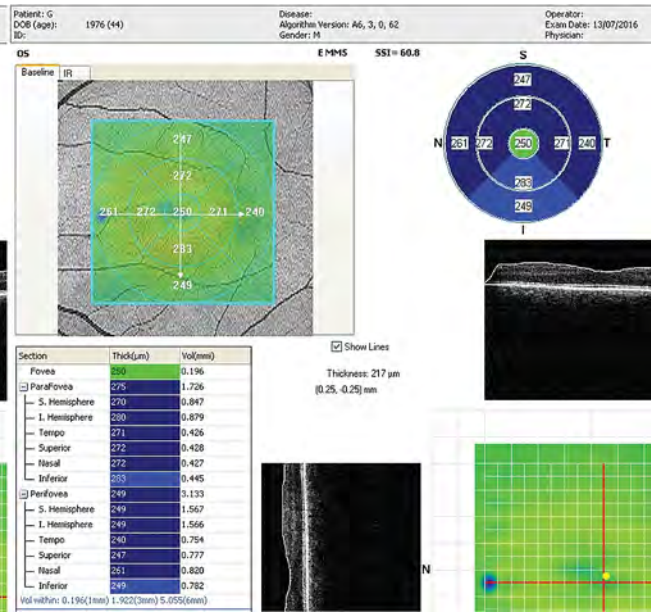 Patient: G
DOB (age): 1976 (44)
ID:
Disease:
Algorithm Version: A6, 3, 0, 62
Gender: M
Operator:
Exam Date: 13/07/2016
Physician:
OS
E MMS SSI = 60.8
Baseline IR
247
272
261 272 250 271 240
283
249
S
247
272
N 261 272 250 271 240 T
283
249
I
Show Lines
Thickness: 217 µm
(0.25, -0.25) mm
Section Thick(µm) Vol(mm)
Fovea 250 0.196
ParaFovea 275 1.726
S. Hemisphere 270 0.847
I. Hemisphere 280 0.879
Tempo 271 0.426
Superior 272 0.428
Nasal 272 0.427
Inferior 283 0.445
Perifovea 249 3.133
S. Hemisphere 249 1.567
I. Hemisphere 249 1.566
Tempo 240 0.754
Superior 247 0.777
Nasal 261 0.820
Inferior 249 0.782
Vol within: 0.196(1mm) 1.922(3mm) 5.055(6mm)
N